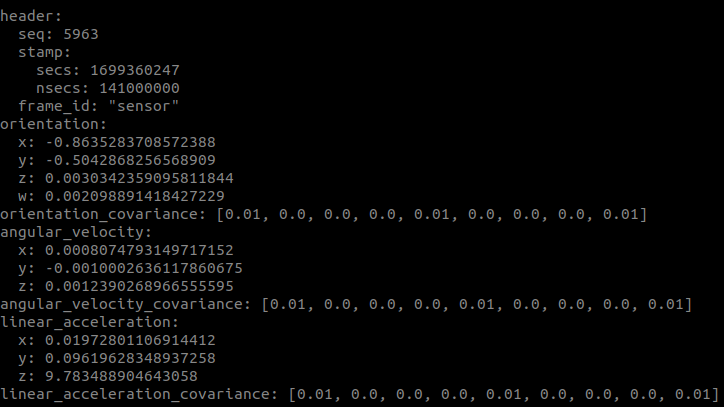 header:
  seq: 5963
  stamp:
    secs: 1699360247
    nsecs: 141000000
  frame_id: "sensor"
orientation:
  x: -0.8635283708572388
  y: -0.5042868256568909
  z: 0.0030342359095811844
  w: 0.002098891418427229
orientation_covariance: [0.01, 0.0, 0.0, 0.0, 0.01, 0.0, 0.0, 0.0, 0.01]
angular_velocity:
  x: 0.0008074793149717152
  y: -0.0010002636117860675
  z: 0.0012390268966555595
angular_velocity_covariance: [0.01, 0.0, 0.0, 0.0, 0.01, 0.0, 0.0, 0.0, 0.01]
linear_acceleration:
  x: 0.01972801106914412
  y: 0.09619628348937258
  z: 9.783488904643058
linear_acceleration_covariance: [0.01, 0.0, 0.0, 0.0, 0.01, 0.0, 0.0, 0.0, 0.01]